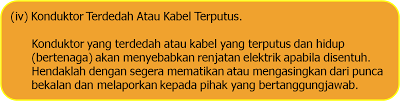 (iv) Konduktor Terdedah Atau Kabel Terputus.
Konduktor yang terdedah atau kabel yang terputus dan hidup
(bertenaga) akan menyebabkan renjatan elektrik apabila disentuh.
Hendaklah dengan segera mematikan atau mengasingkan dari punca
bekalan dan melaporkan kepada pihak yang bertanggungjawab.